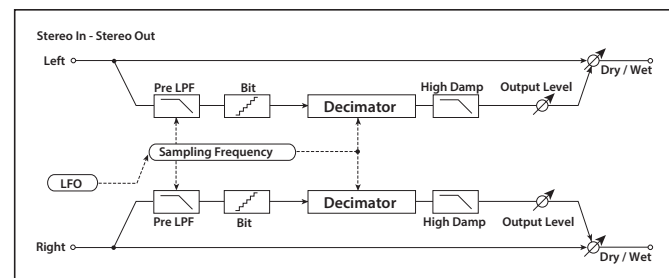 Stereo In - Stereo Out
Left
Dry / Wet
Pre LPF
Bit
Decimator
High Damp
Output Level
Sampling Frequency
LFO
Pre LPF
Bit
Decimator
High Damp
Output Level
Right
Dry / Wet